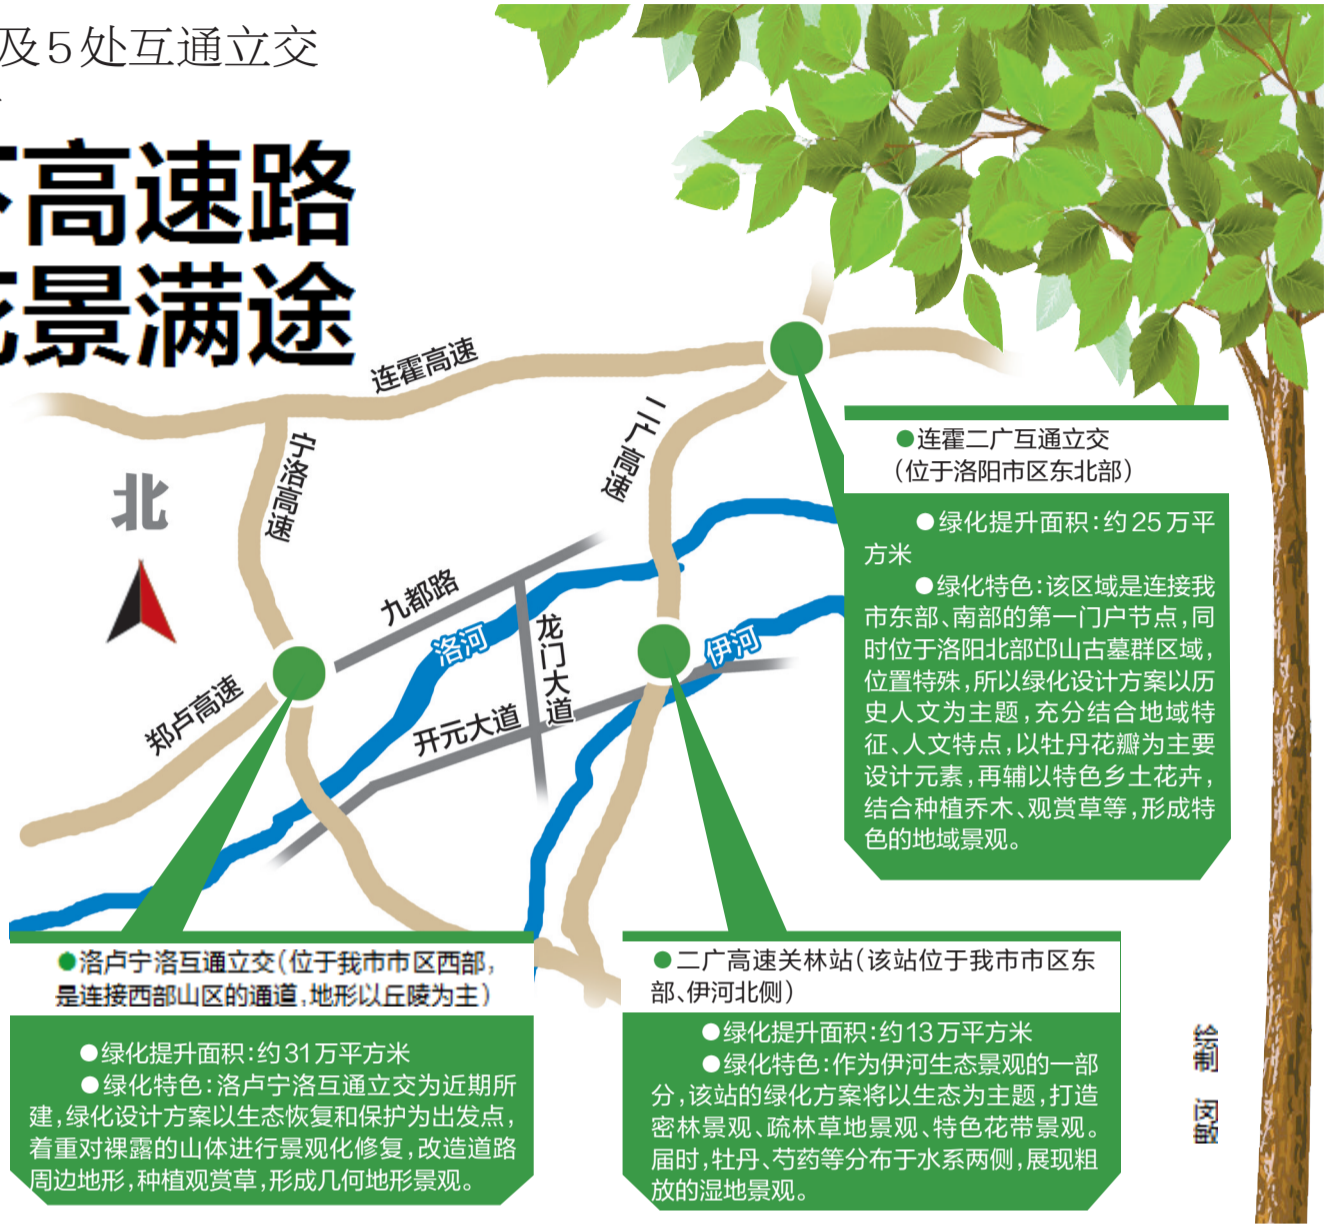 及5处互通立交
下高速路
花景满途
连霍高速
二广高速
宁洛高速
北
九都路
洛河
龙门大道
伊河
郑卢高速
开元大道
●连霍二广互通立交
(位于洛阳市区东北部)
●绿化提升面积:约25万平
方米
●绿化特色:该区域是连接我
市东部、南部的第一门户节点,同
时位于洛阳北部邙山古墓群区域,
位置特殊,所以绿化设计方案以历
史人文为主题,充分结合地域特
征、人文特点,以牡丹花瓣为主要
设计元素,再辅以特色乡土花卉,
结合种植乔木、观赏草等,形成特
色的地域景观。
●洛卢宁洛互通立交(位于我市市区西部,
是连接西部山区的通道,地形以丘陵为主)
●绿化提升面积:约31万平方米
●绿化特色:洛卢宁洛互通立交为近期所
建,绿化设计方案以生态恢复和保护为出发点,
着重对裸露的山体进行景观化修复,改造道路
周边地形,种植观赏草,形成几何地形景观。
●二广高速关林站(该站位于我市市区东
部、伊河北侧)
●绿化提升面积:约13万平方米
●绿化特色:作为伊河生态景观的一部
分,该站的绿化方案将以生态为主题,打造
密林景观、疏林草地景观、特色花带景观。
届时,牡丹、芍药等分布于水系两侧,展现粗
放的湿地景观。
绘制 闵敏